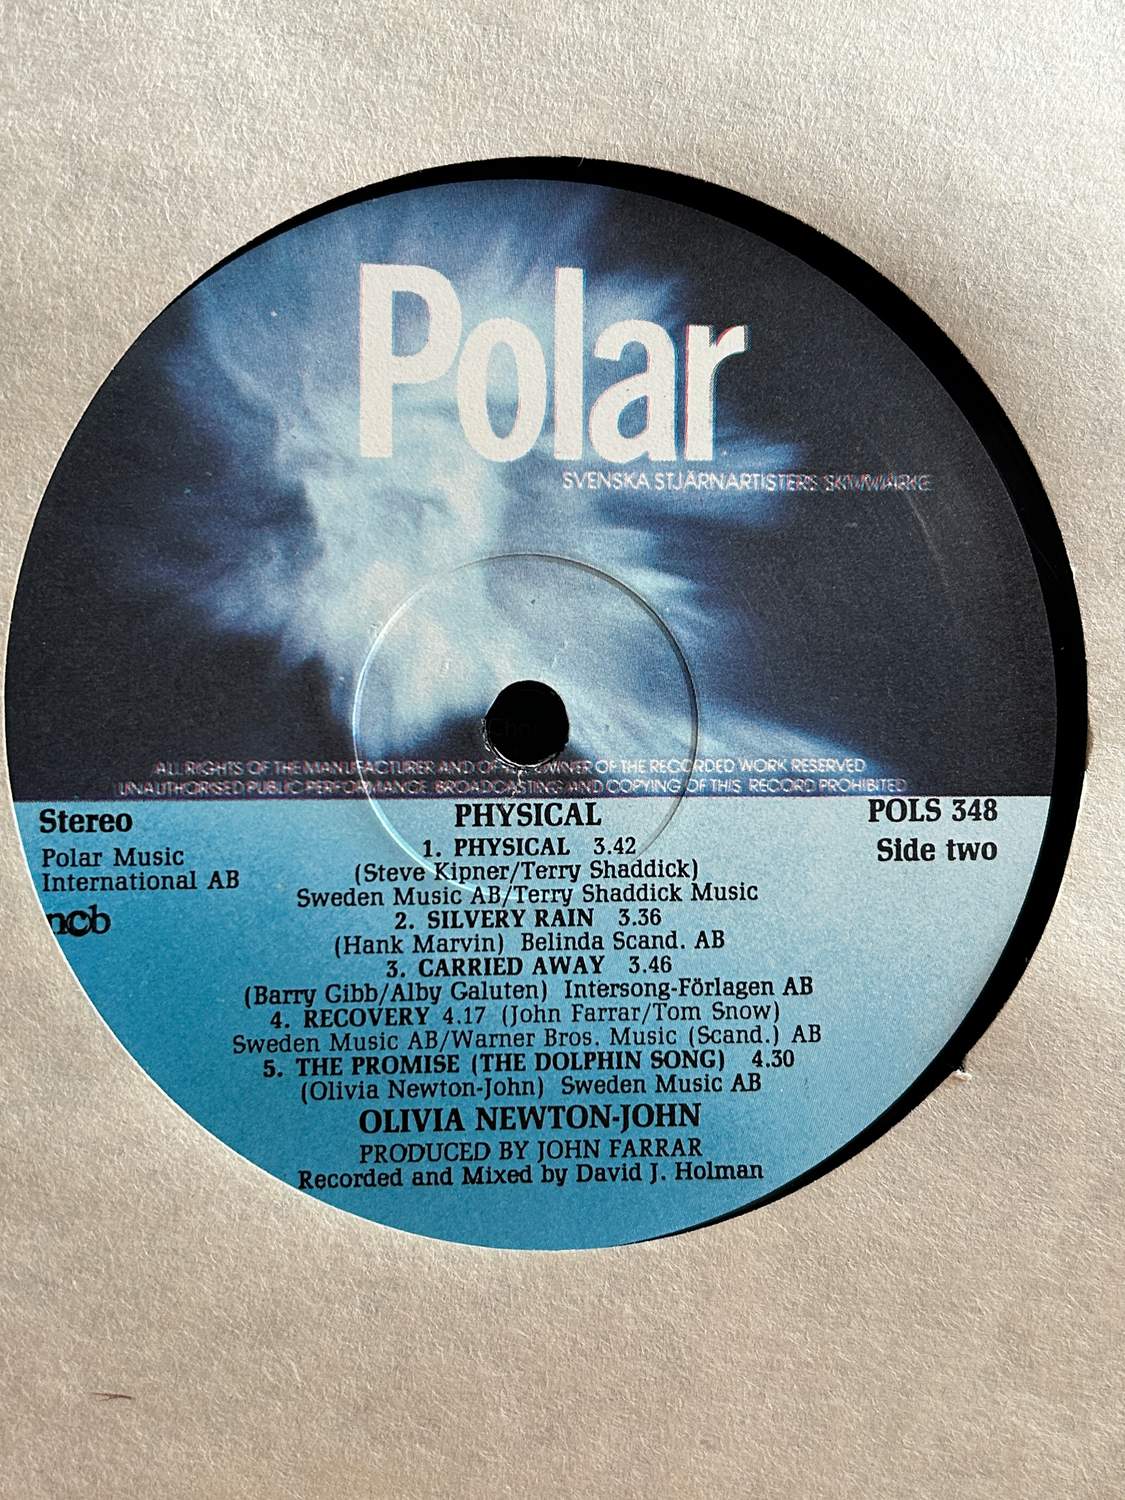 Polar
SVENSKA STJÄRNARTISTERS SKIVMÄRKE
ALL RIGHTS OF THE MANUFACTURER AND OF THE OWNER OF THE RECORDED WORK RESERVED
UNAUTHORISED PUBLIC PERFORMANCE BROADCASTING AND COPYING OF THIS RECORD PROHIBITED
Stereo
Polar Music
International AB
ncb
POLS 348
Side two
PHYSICAL
1. PHYSICAL 3.42
(Steve Kipner/Terry Shaddick)
Sweden Music AB/Terry Shaddick Music
2. SILVERY RAIN 3.36
(Hank Marvin) Belinda Scand. AB
3. CARRIED AWAY 3.46
(Barry Gibb/Alby Galuten) Intersong-Förlagen AB
4. RECOVERY 4.17 (John Farrar/Tom Snow)
Sweden Music AB/Warner Bros. Music (Scand.) AB
5. THE PROMISE (THE DOLPHIN SONG) 4.30
(Olivia Newton-John) Sweden Music AB
OLIVIA NEWTON-JOHN
PRODUCED BY JOHN FARRAR
Recorded and Mixed by David J. Holman